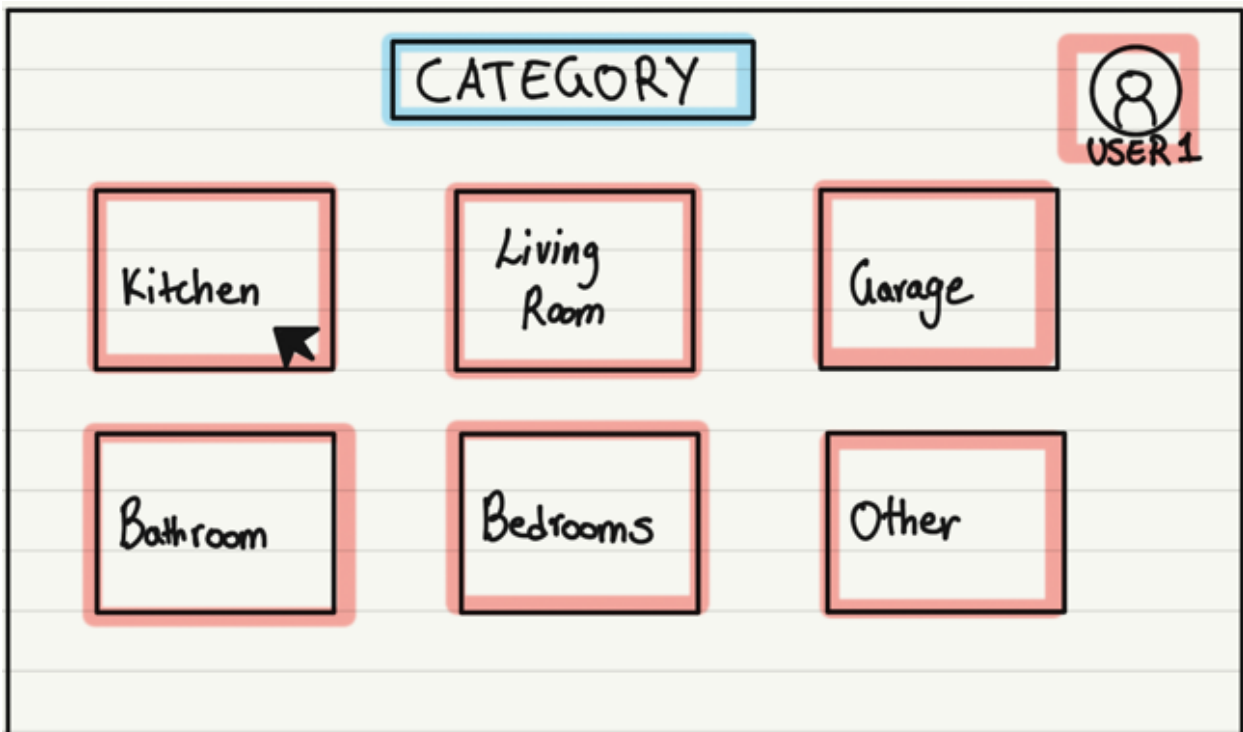 CATEGORY
USER 1
Kitchen
Living
Room
Garage
Bathroom
Bedrooms
Other